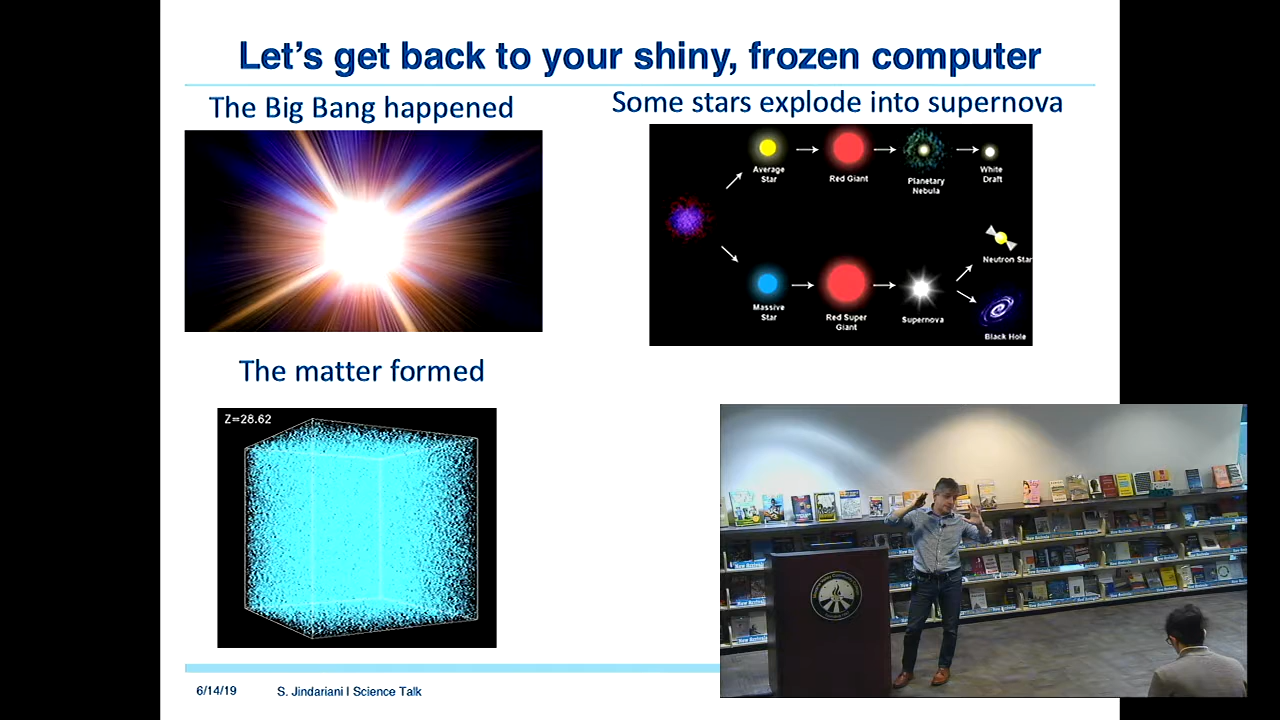 Let's get back to your shiny, frozen computer
The Big Bang happened
Some stars explode into supernova
Average
Star
Red Giant
Planetary
Nebula
White
Draft
Neutron Star
Massive
Star
Red Super
Giant
Supernova
Black Hole
The matter formed
Z=28.62
6/14/19
S. Jindariani I Science Talk